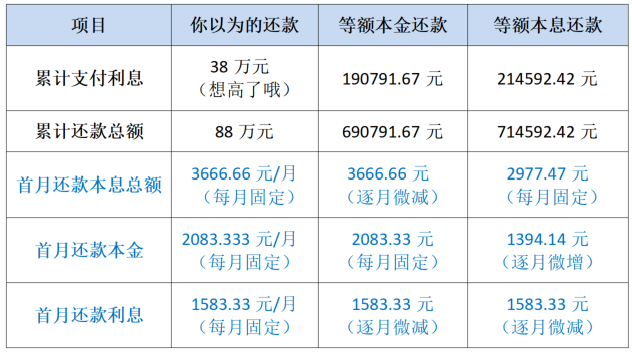 项目 你以为的还款 等额本金还款 等额本息还款
累计支付利息 38 万元 190791.67 元 214592.42 元
（想高了哦）
累计还款总额 88 万元 690791.67 元 714592.42 元
首月还款本息总额 3666.66 元/月 3666.66 元 2977.47 元
（每月固定） （逐月微减） （每月固定）
首月还款本金 2083.333 元/月 2083.33 元 1394.14 元
（每月固定） （每月固定） （逐月微增）
首月还款利息 1583.33 元/月 1583.33 元 1583.33 元
（每月固定） （逐月微减） （逐月微减）